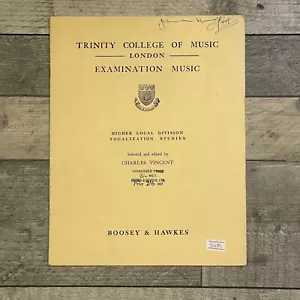 TRINITY COLLEGE OF MUSIC
LONDON
EXAMINATION MUSIC
HIGHER LOCAL DIVISION
VOCALIZATION STUDIES
Selected and edited by
CHARLES VINCENT
BOOSEY & HAWKES